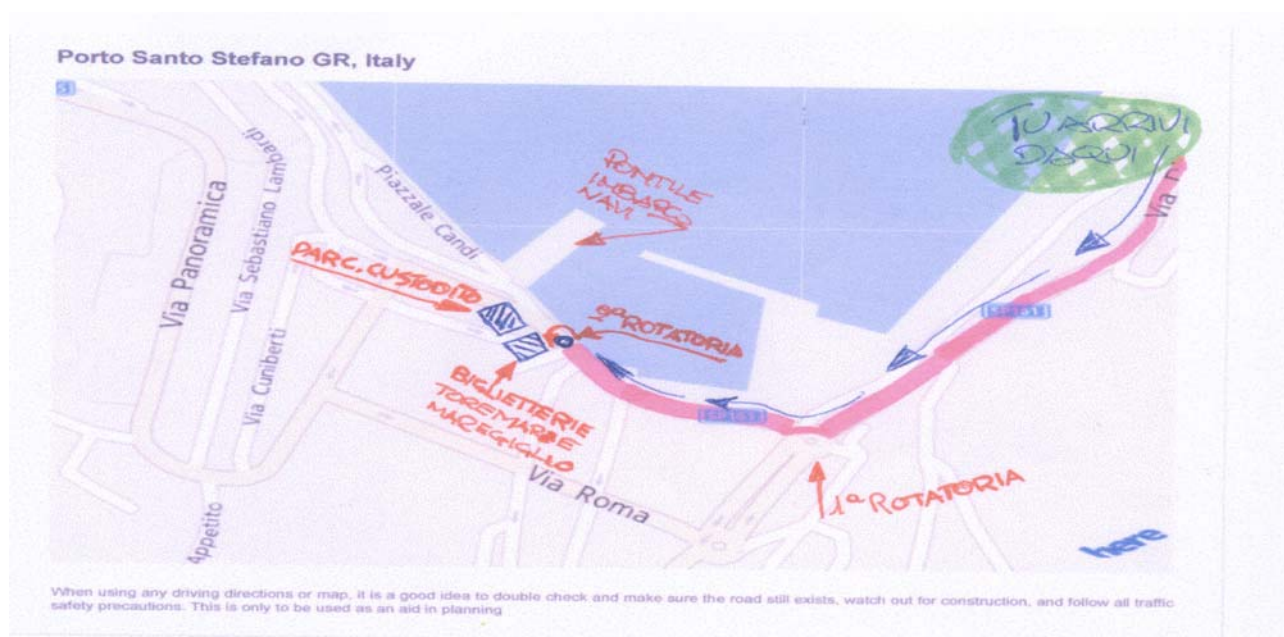 Porto Santo Stefano GR, Italy
TU ARRIVI
DA QUI
Via Panoramica
Via Sebastiano Lambardi
Via Cuniberti
Piazzale Candi
PONTILE
IMBARCO
NAVI
PARC. CUSTODITO
2a ROTATORIA
BIGLIETTERIE
TOREMAR E
MAREGIGLIO
Via Roma
1a ROTATORIA
Appetito
here
When using any driving directions or map, it is a good idea to double check and make sure the road still exists, watch out for construction, and follow all traffic
safety precautions. This is only to be used as an aid in planning